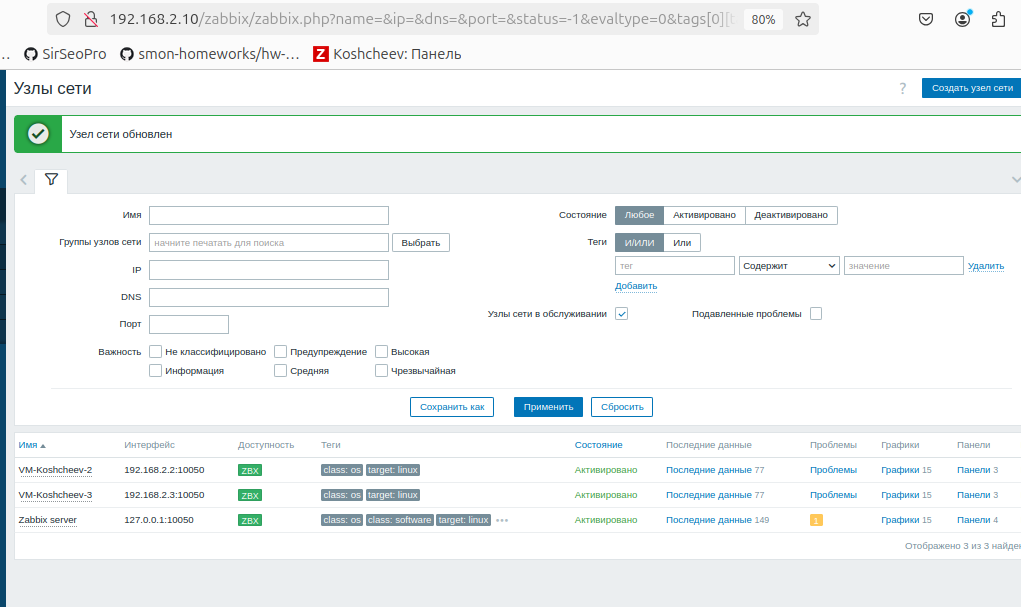 192.168.2.10/zabbix/zabbix.php?name=&ip=&dns=&port=&status=-1&evaltype=0&tags[0][t 80%
SirSeoPro smon-homeworks/hw-... Z Koshcheev: Панель
Узлы сети ? Создать узел сети
Узел сети обновлен
Имя Состояние Любое Активировано Деактивировано
Группы узлов сети начните печатать для поиска Выбрать Теги И/ИЛИ Или
IP тег Содержит значение Удалить
Добавить
DNS
Порт Узлы сети в обслуживании Подавленные проблемы
Важность Не классифицировано Предупреждение Высокая
Информация Средняя Чрезвычайная
Сохранить как Применить Сбросить
Имя Интерфейс Доступность Теги Состояние Последние данные Проблемы Графики Панели
VM-Koshcheev-2 192.168.2.2:10050 ZBX class: os target: linux Активировано Последние данные 77 Проблемы Графики 15 Панели 3
VM-Koshcheev-3 192.168.2.3:10050 ZBX class: os target: linux Активировано Последние данные 77 Проблемы Графики 15 Панели 3
Zabbix server 127.0.0.1:10050 ZBX class: os class: software target: linux ••• Активировано Последние данные 149 1 Графики 15 Панели 4
Отображено 3 из 3 найден